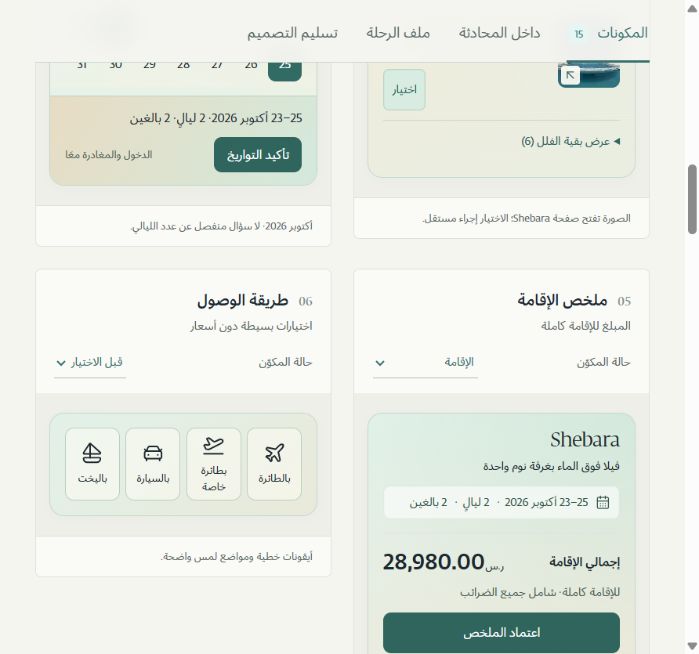 المكونات 15
داخل المحادثة
ملف الرحلة
تسليم التصميم
اختيار
عرض بقية الفلل (6)
الصورة تفتح صفحة Shebara؛ الاختيار إجراء مستقل.
25 26 27 28 29 30 31
23–25 أكتوبر 2026 · 2 ليالٍ · 2 بالغين
تأكيد التواريخ
الدخول والمغادرة معًا
أكتوبر 2026 · لا سؤال منفصل عن عدد الليالي.
05 ملخص الإقامة
المبلغ للإقامة كاملة
حالة المكوّن
الإقامة
Shebara
فيلا فوق الماء بغرفة نوم واحدة
23–25 أكتوبر 2026 · 2 ليالٍ · 2 بالغين
إجمالي الإقامة
28,980.00 ر.س
للإقامة كاملة · شامل جميع الضرائب
اعتماد الملخص
06 طريقة الوصول
اختيارات بسيطة دون أسعار
حالة المكوّن
قبل الاختيار
بالطائرة
بطائرة
خاصة
بالسيارة
باليخت
أيقونات خطية ومواضع لمس واضحة.